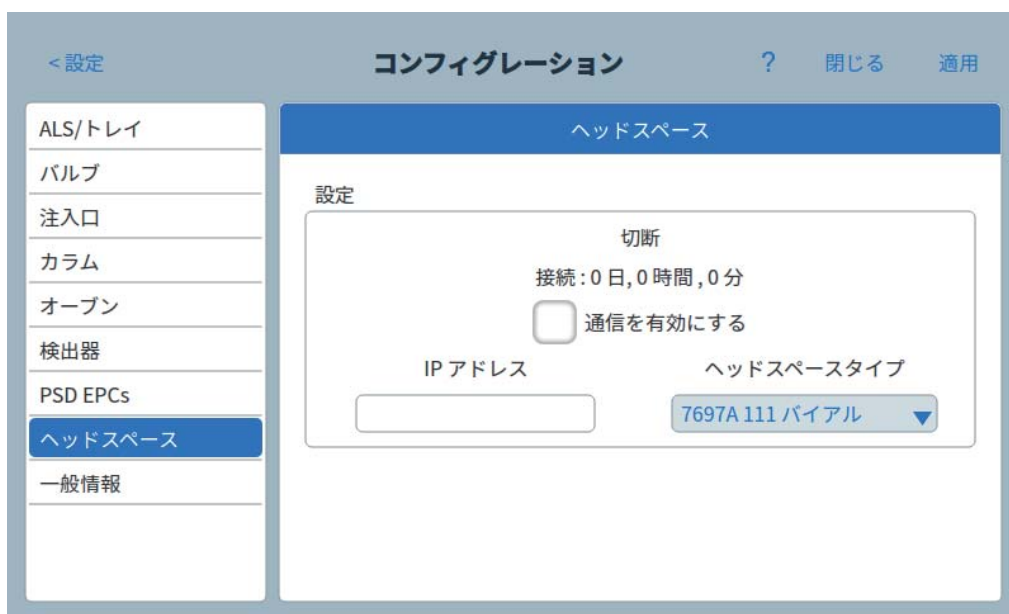 < 設定 コンフィグレーション ? 閉じる 適用
ALS/トレイ
バルブ
注入口
カラム
オーブン
検出器
PSD EPCs
ヘッドスペース
一般情報
ヘッドスペース
設定
切断
接続 : 0 日, 0 時間 , 0 分
通信を有効にする
IP アドレス ヘッドスペースタイプ
7697A 111 バイアル